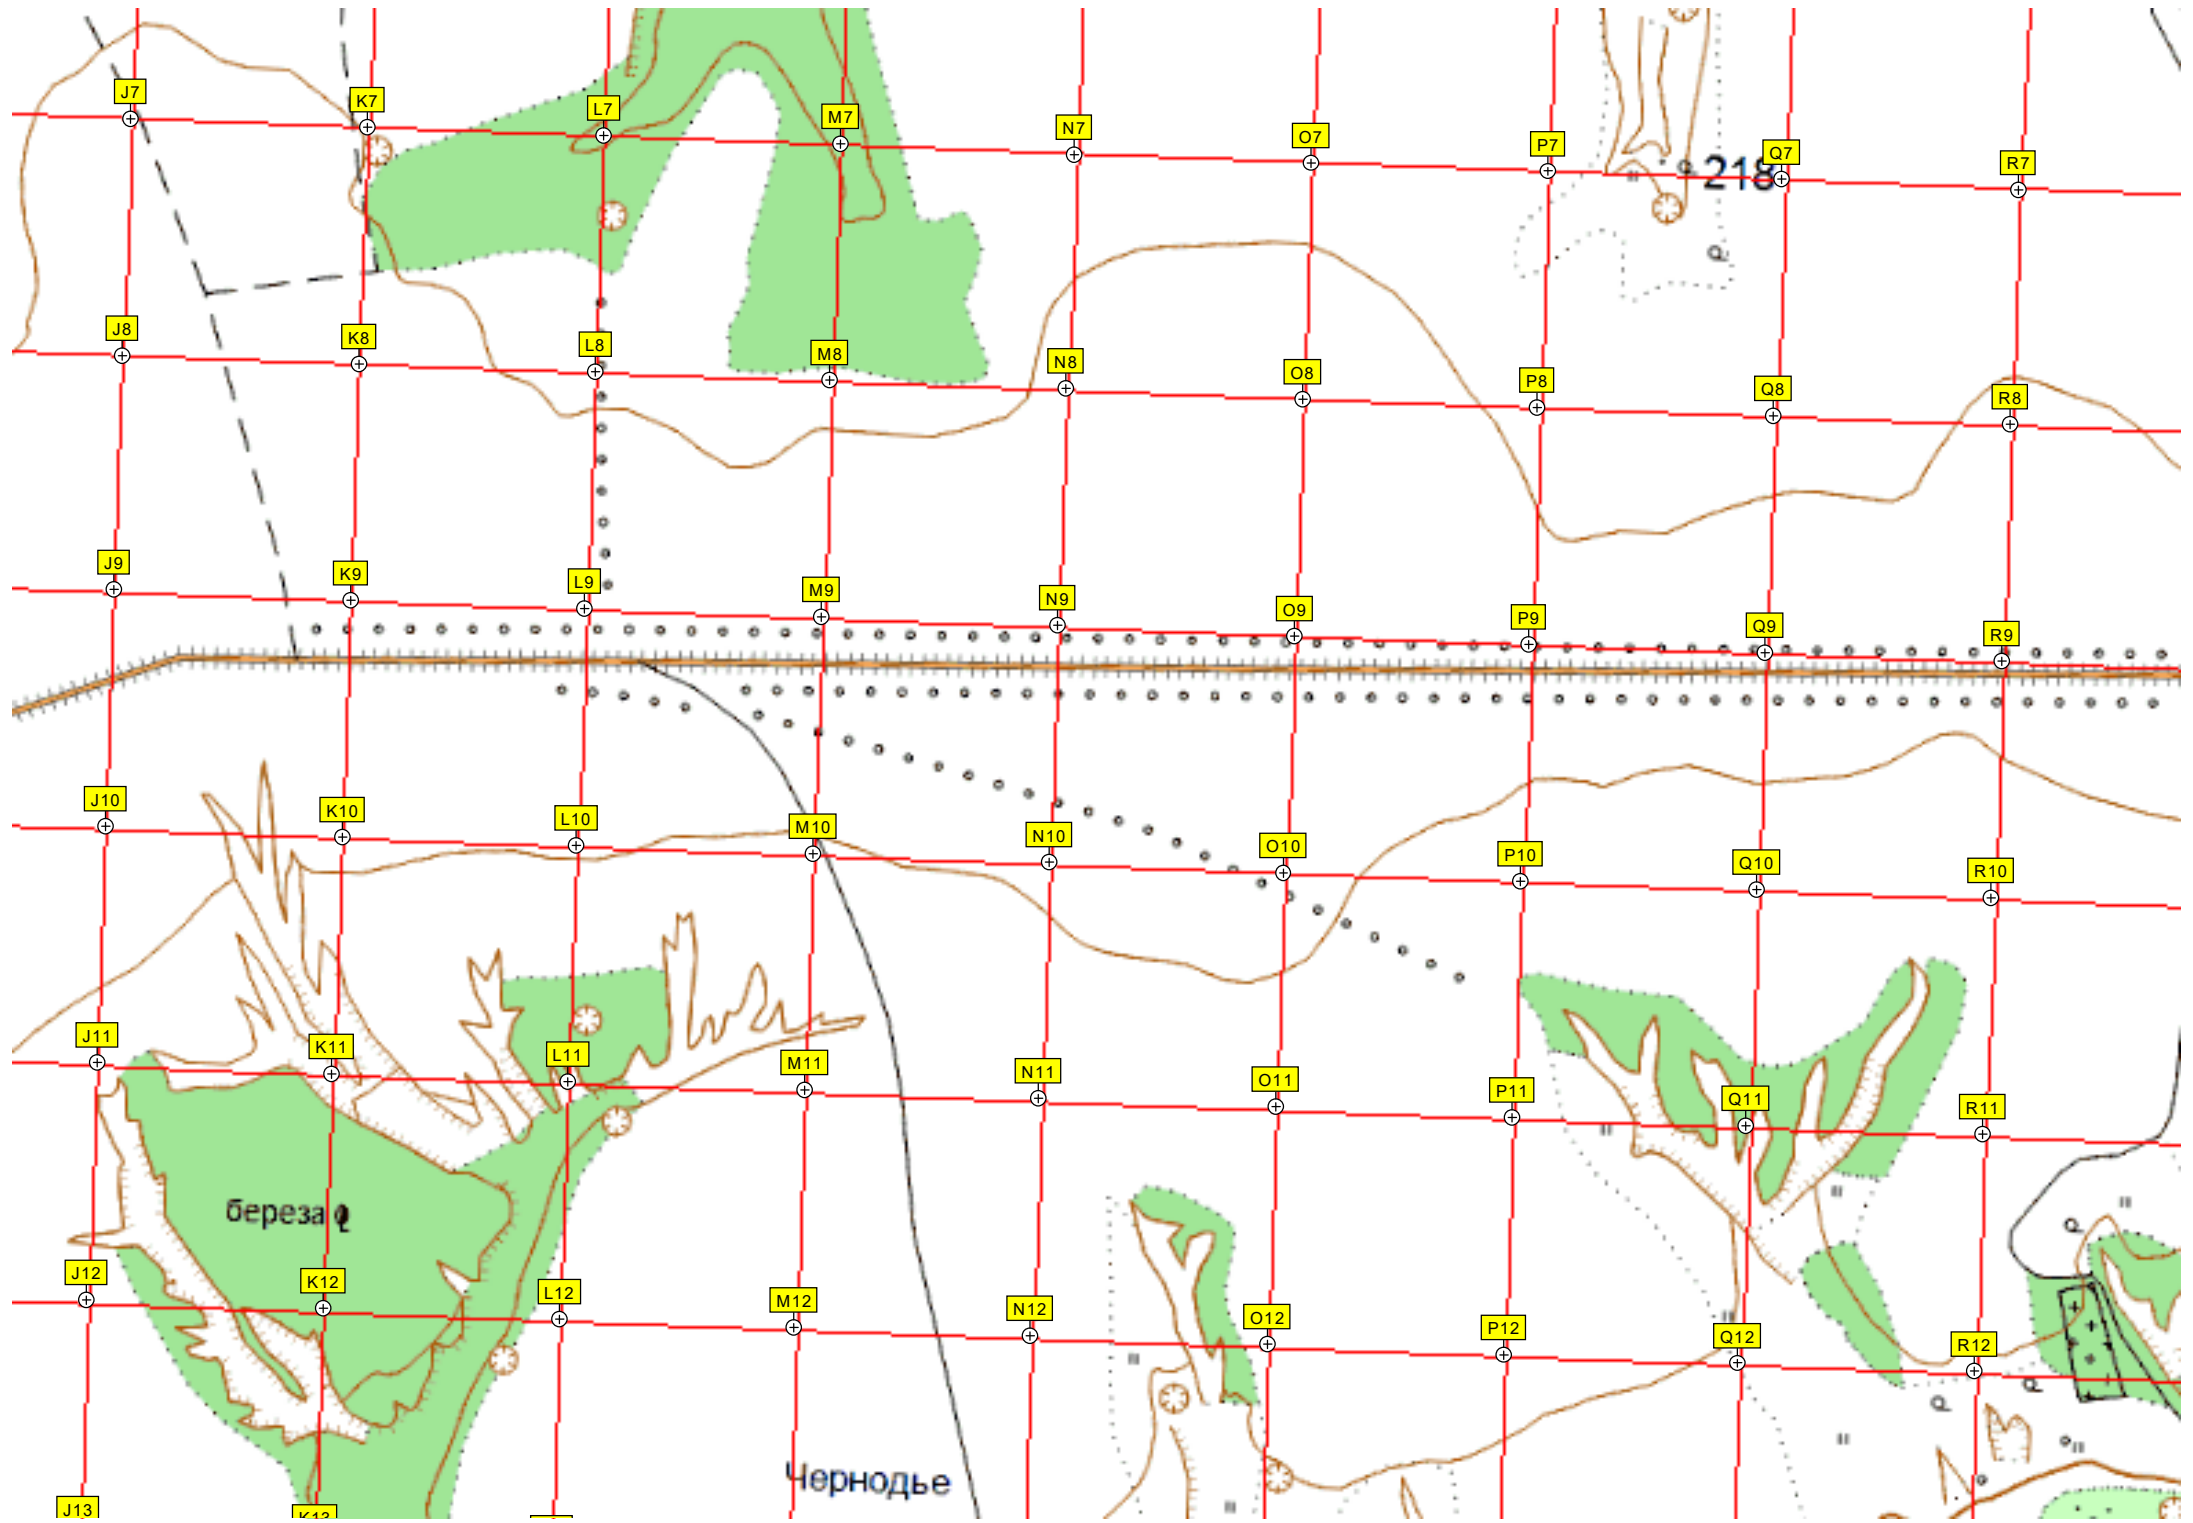 J7 K7 L7 M7 N7 O7 P7 Q7 R7
218
J8 K8 L8 M8 N8 O8 P8 Q8 R8
J9 K9 L9 M9 N9 O9 P9 Q9 R9
J10 K10 L10 M10 N10 O10 P10 Q10 R10
J11 K11 L11 M11 N11 O11 P11 Q11 R11
береза
J12 K12 L12 M12 N12 O12 P12 Q12 R12
Чернодье
J13 K13